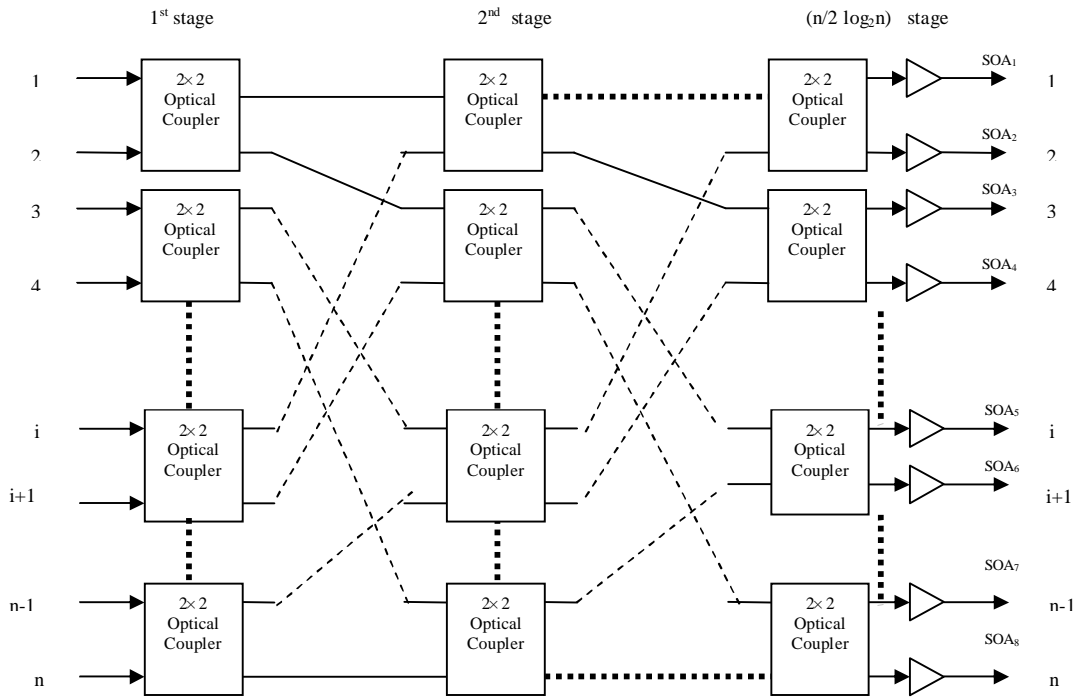 1st stage 2nd stage (n/2 log2n) stage
1 2×2 Optical Coupler 2×2 Optical Coupler 2×2 Optical Coupler SOA1 1
2 SOA2 2
3 2×2 Optical Coupler 2×2 Optical Coupler 2×2 Optical Coupler SOA3 3
4 SOA4 4
i 2×2 Optical Coupler 2×2 Optical Coupler 2×2 Optical Coupler SOA5 i
i+1 SOA6 i+1
n-1 2×2 Optical Coupler 2×2 Optical Coupler 2×2 Optical Coupler SOA7 n-1
n SOA8 n